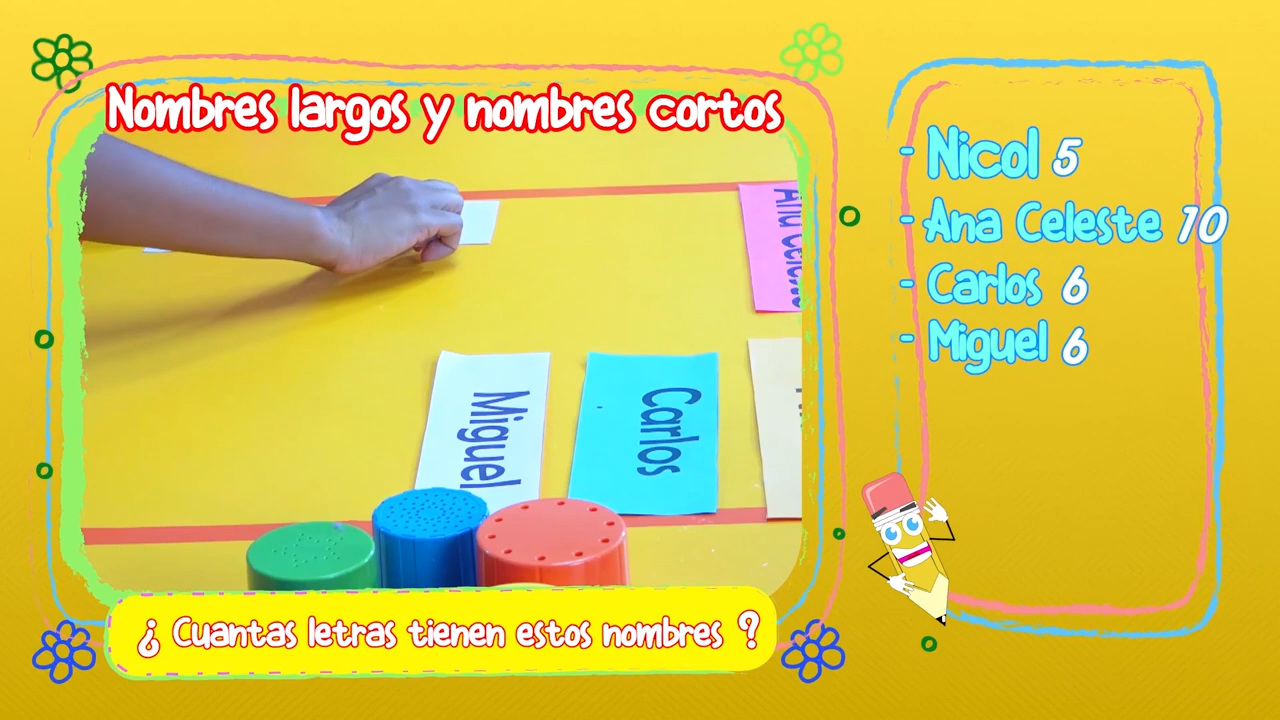 Nombres largos y nombres cortos
- Nicol 5
- Ana Celeste 10
- Carlos 6
- Miguel 6
Miguel
Carlos
¿ Cuantas letras tienen estos nombres ?